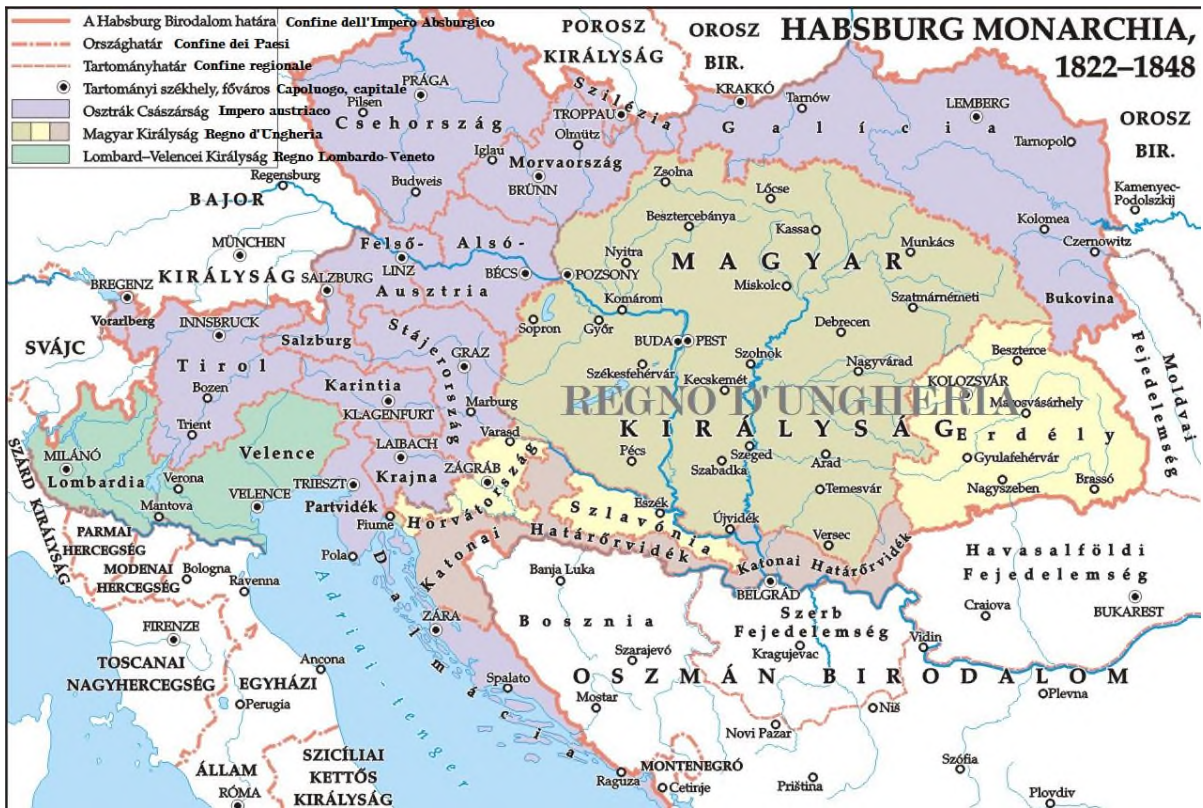 HABSBURG MONARCHIA,
1822–1848
A Habsburg Birodalom határa Confine dell'Impero Absburgico
Országhatár Confine dei Paesi
Tartományhatár Confine regionale
Tartományi székhely, főváros Capoluogo, capitale
Osztrák Császárság Impero austriaco
Magyar Királyság Regno d'Ungheria
Lombard–Velencei Királyság Regno Lombardo-Veneto
POROSZ
KIRÁLYSÁG
OROSZ
BIR.
OROSZ
BIR.
PRÁGA
Pilsen
Csehország
Budweis
Iglau
Szilézia
TROPPAU
Olmütz
Morvaország
BRÜNN
KRAKKÓ
Tarnów
LEMBERG
Galícia
Tarnopol
Kamenyec-
Podolszkij
Kolomea
Czernowitz
Bukovina
Moldvai
Fejedelemség
Regensburg
BAJOR
MÜNCHEN
KIRÁLYSÁG
SALZBURG
Felső-
Alsó-
LINZ
BÉCS
Ausztria
BREGENZ
Vorarlberg
SVÁJC
INNSBRUCK
Tirol
Salzburg
Bozen
Trient
Stájerország
GRAZ
Marburg
Karintia
KLAGENFURT
LAIBACH
Krajna
MILÁNÓ
Lombardia
Velence
Verona
Mantova
VELENCE
TRIESZT
Partvidék
Fiume
Pola
SZÁRD KIRÁLYSÁG
PARMAI
HERCEGSÉG
MODENAI
HERCEGSÉG
Bologna
Ravenna
FIRENZE
TOSCANAI
NAGYHERCEGSÉG
Ancona
EGYHÁZI
Perugia
ÁLLAM
RÓMA
SZICÍLIAI
KETTŐS
KIRÁLYSÁG
Adriai-tenger
Dalmácia
ZÁRA
Spalato
Raguza
MONTENEGRÓ
Cetinje
Zsolna
Lőcse
Besztercebánya
Kassa
Munkács
Nyitra
MAGYAR
POZSONY
Miskolc
Komárom
Szatmárnémeti
Sopron
Győr
Debrecen
BUDA
PEST
Szolnok
Székesfehérvár
Kecskemét
Nagyvárad
REGNO D'UNGHERIA
KIRÁLYSÁG
Pécs
Szeged
Szabadka
Arad
Temesvár
Beszterce
KOLOZSVÁR
Marosvásárhely
Erdély
Gyulafehérvár
Nagyszeben
Brassó
Varasd
ZÁGRÁB
Horvátország
Eszék
Szlavónia
Újvidék
Versec
Katonai Határőrvidék
Katonai Határőrvidék
BELGRÁD
Banja Luka
Bosznia
Szarajevó
Mostar
Szerb
Fejedelemség
Kragujevac
OSZMÁN BIRODALOM
Novi Pazar
Niš
Priština
Havasalföldi
Fejedelemség
Craiova
BUKAREST
Vidin
Plevna
Szófia
Plovdiv